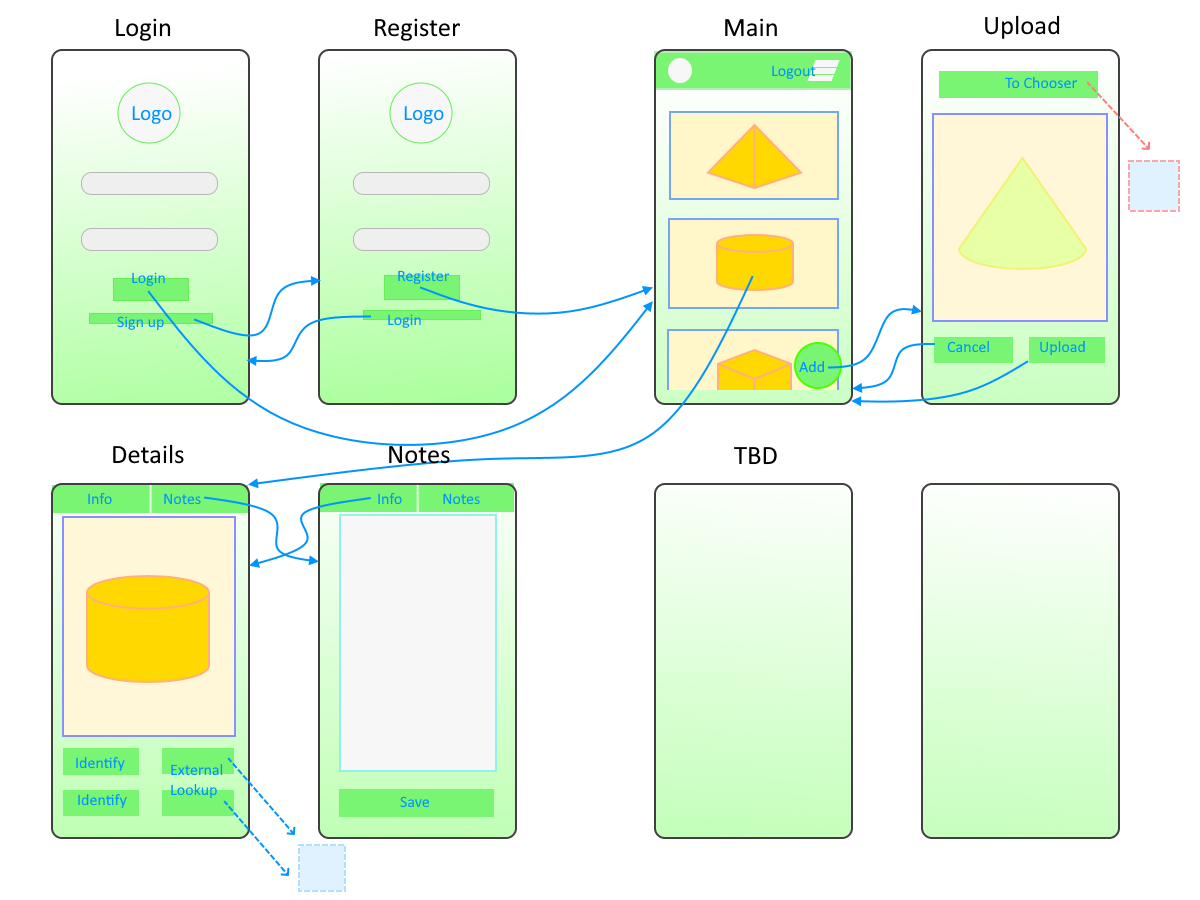 Login
Register
Main
Upload
Logo
Logo
Logout
To Chooser
Login
Register
Sign up
Login
Add
Cancel
Upload
Details
Notes
TBD
Info
Notes
Info
Notes
Identify
External
Lookup
Identify
Save